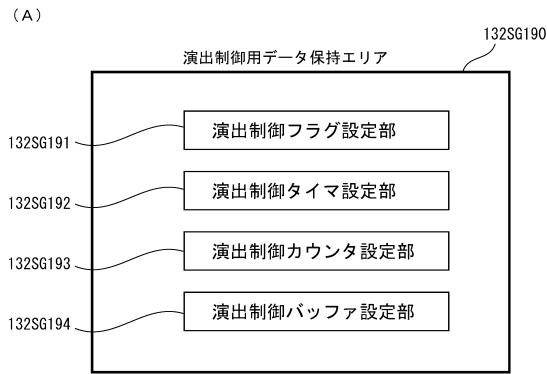 （A）
132SG190
演出制御用データ保持エリア
132SG191
演出制御フラグ設定部
132SG192
演出制御タイマ設定部
132SG193
演出制御カウンタ設定部
132SG194
演出制御バッファ設定部